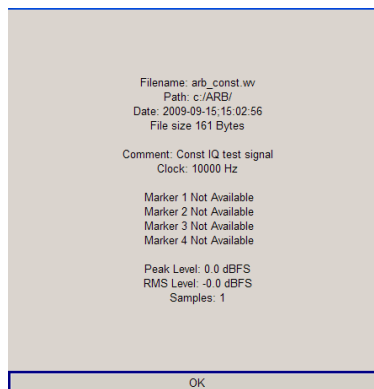 Filename: arb_const.wv
Path: c:/ARB/
Date: 2009-09-15;15:02:56
File size 161 Bytes
Comment: Const IQ test signal
Clock: 10000 Hz
Marker 1 Not Available
Marker 2 Not Available
Marker 3 Not Available
Marker 4 Not Available
Peak Level: 0.0 dBFS
RMS Level: -0.0 dBFS
Samples: 1
OK